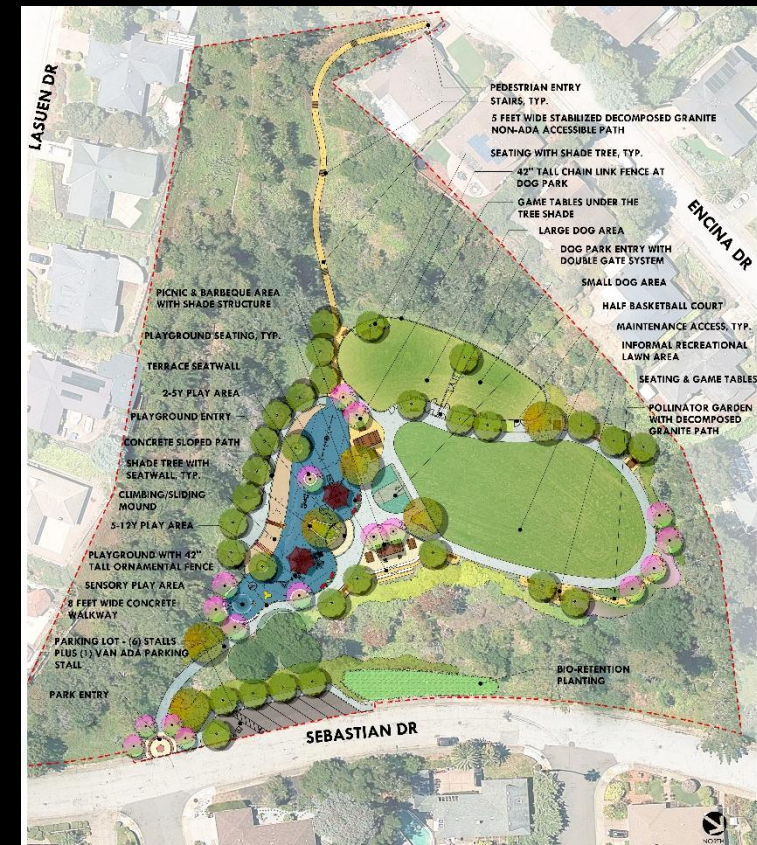 LASUEN DR
PEDESTRIAN ENTRY
STAIRS, TYP.
5 FEET WIDE STABILIZED DECOMPOSED GRANITE
NON-ADA ACCESSIBLE PATH
SEATING WITH SHADE TREE, TYP.
42" TALL CHAIN LINK FENCE AT
DOG PARK
GAME TABLES UNDER THE
TREE SHADE
LARGE DOG AREA
DOG PARK ENTRY WITH
DOUBLE GATE SYSTEM
SMALL DOG AREA
HALF BASKETBALL COURT
MAINTENANCE ACCESS, TYP.
INFORMAL RECREATIONAL
LAWN AREA
SEATING & GAME TABLES
POLLINATOR GARDEN
WITH DECOMPOSED
GRANITE PATH
ENCINA DR
PICNIC & BARBEQUE AREA
WITH SHADE STRUCTURE
PLAYGROUND SEATING, TYP.
TERRACE SEATWALL
2-5Y PLAY AREA
PLAYGROUND ENTRY
CONCRETE SLOPED PATH
SHADE TREE WITH
SEATWALL, TYP.
CLIMBING/SLIDING
MOUND
5-12Y PLAY AREA
PLAYGROUND WITH 42"
TALL ORNAMENTAL FENCE
SENSORY PLAY AREA
8 FEET WIDE CONCRETE
WALKWAY
PARKING LOT - (6) STALLS
PLUS (1) VAN ADA PARKING
STALL
PARK ENTRY
BIO-RETENTION
PLANTING
SEBASTIAN DR
NORTH